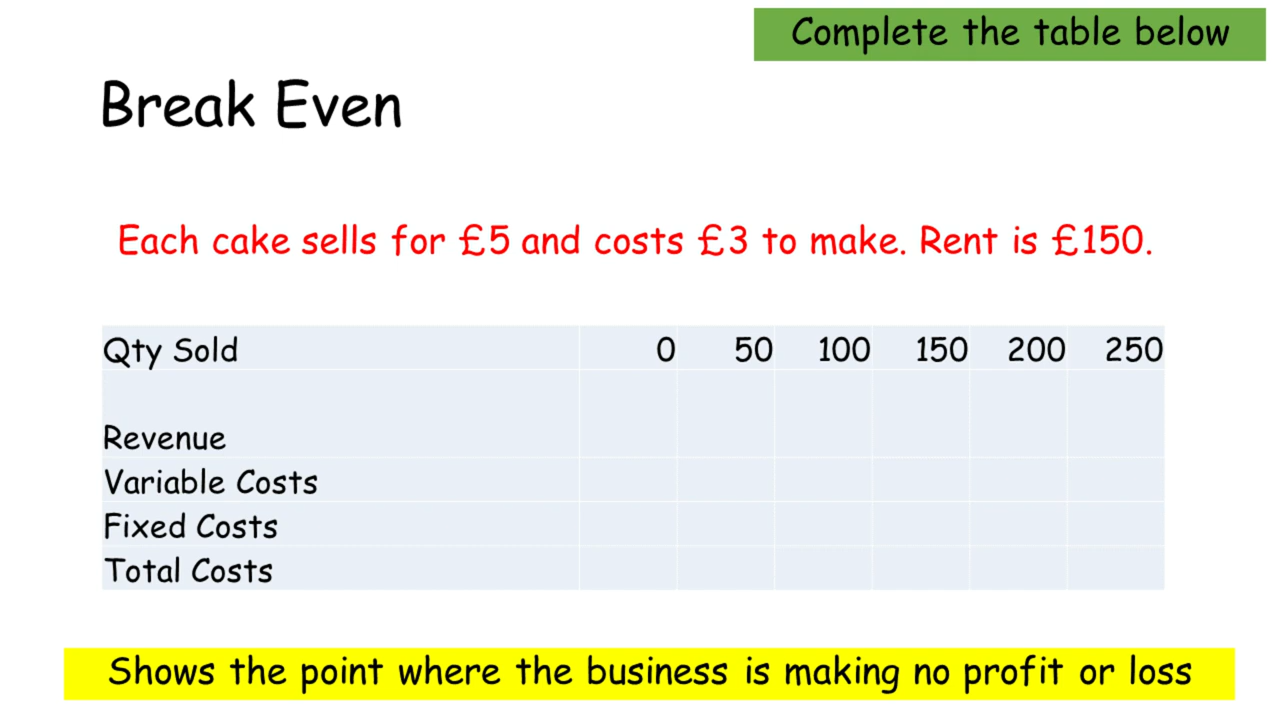 Complete the table below
Break Even
Each cake sells for £5 and costs £3 to make. Rent is £150.
Qty Sold 0 50 100 150 200 250
Revenue
Variable Costs
Fixed Costs
Total Costs
Shows the point where the business is making no profit or loss